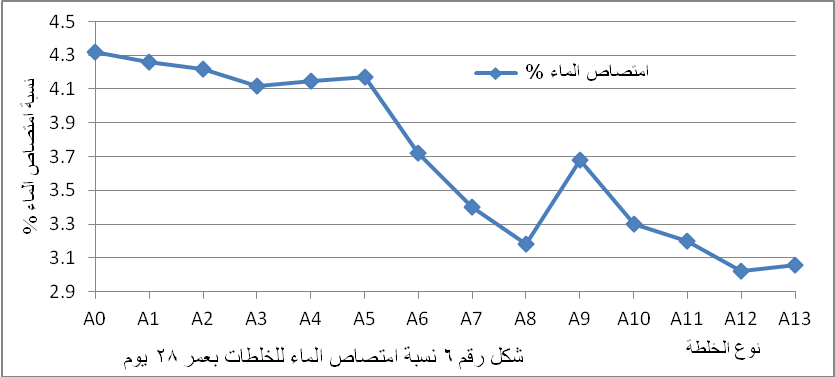 4.5
4.3
4.1
3.9
3.7
3.5
3.3
3.1
2.9
نسبة امتصاص الماء %
امتصاص الماء %
A0 A1 A2 A3 A4 A5 A6 A7 A8 A9 A10 A11 A12 A13
نوع الخلطة
شكل رقم ٦ نسبة امتصاص الماء للخلطات بعمر ٢٨ يوم